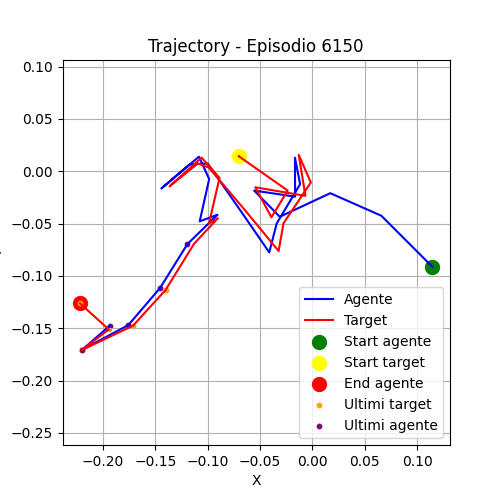 Trajectory - Episodio 6150
0.10
0.05
0.00
−0.05
−0.10
−0.15
−0.20
−0.25
Agente
Target
Start agente
Start target
End agente
Ultimi target
Ultimi agente
−0.20 −0.15 −0.10 −0.05 0.00 0.05 0.10
X